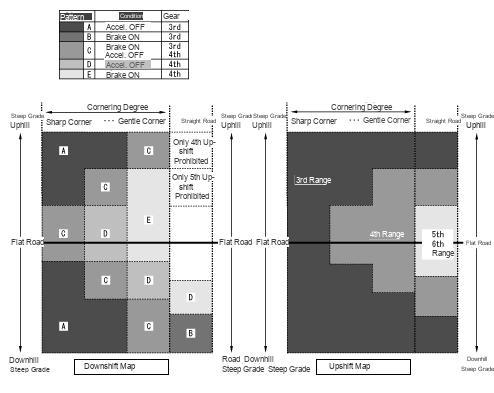 Pattern Condition Gear
A Accel. OFF 3rd
B Brake ON 3rd
C Brake ON 3rd
Accel. OFF 4th
D Accel. OFF 4th
E Brake ON 4th
Cornering Degree
Steep Grade
Uphill
Sharp Corner ··· Gentle Corner
Straight Road
Steep Grade
Uphill
A
C
Only 4th Up-
shift
Prohibited
C
Only 5th Up-
shift
Prohibited
C
D
E
Flat Road
Flat Road
C
C
D
D
A
C
B
Downhill
Steep Grade
Downshift Map
Road
Steep Grade
Cornering Degree
Steep Grade
Uphill
Sharp Corner ··· Gentle Corner
Straight Road
Steep Grade
Uphill
3rd Range
4th Range
5th
6th
Range
Flat Road
Flat Road
Downhill
Steep Grade
Upshift Map
Downhill
Steep Grade